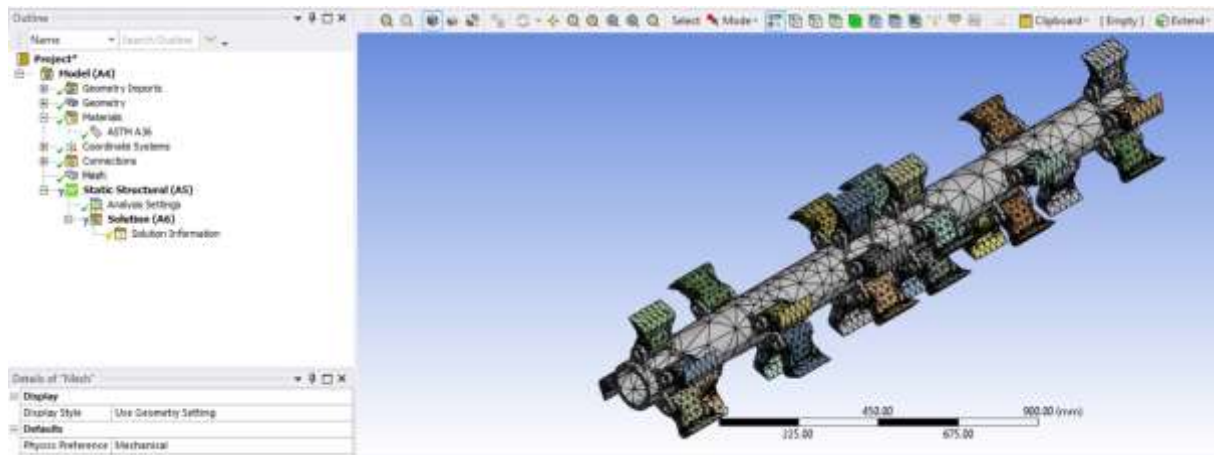 Outline
Name Search Outline
Select Mode Clipboard [Empty] Extend
Project*
Model (A4)
Geometry Imports
Geometry
Materials
ASTM A36
Coordinate Systems
Connections
Mesh
Static Structural (A5)
Analysis Settings
Solution (A6)
Solution Information
Details of "Mesh"
Display
Display Style Use Geometry Setting
Defaults
Physics Preference Mechanical
450.00 900.00 (mm)
225.00 675.00